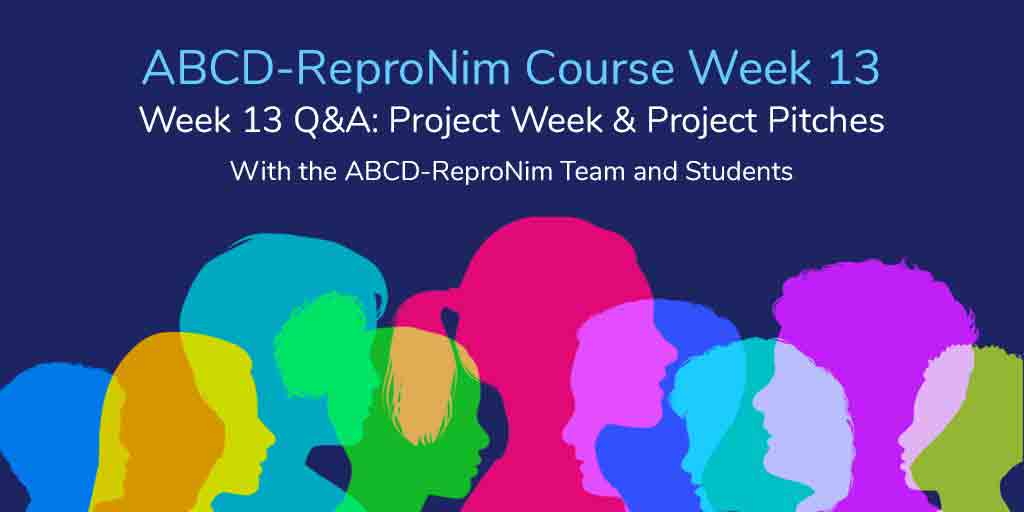 ABCD-ReproNim Course Week 13
Week 13 Q&A: Project Week & Project Pitches
With the ABCD-ReproNim Team and Students